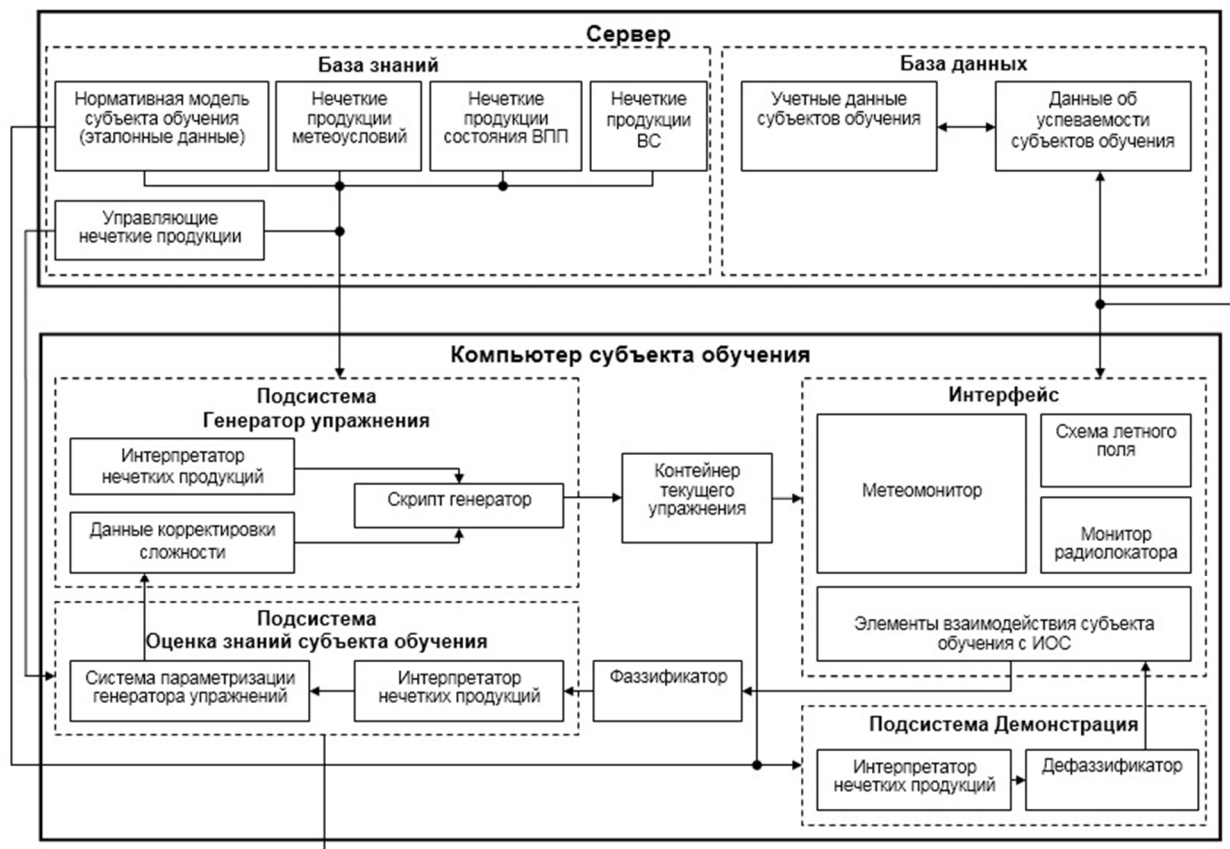 Сервер
База знаний
Нормативная модель
субъекта обучения
(эталонные данные)
Нечеткие
продукции
метеоусловий
Нечеткие
продукции
состояния ВПП
Нечеткие
продукции
ВС
Управляющие
нечеткие продукции
База данных
Учетные данные
субъектов обучения
Данные об
успеваемости
субъектов обучения
Компьютер субъекта обучения
Подсистема
Генератор упражнения
Интерпретатор
нечетких продукций
Данные корректировки
сложности
Скрипт генератор
Контейнер
текущего
упражнения
Интерфейс
Метеомонитор
Схема летного
поля
Монитор
радиолокатора
Элементы взаимодействия субъекта
обучения с ИОС
Подсистема
Оценка знаний субъекта обучения
Система параметризации
генератора упражнений
Интерпретатор
нечетких продукций
Фаззификатор
Подсистема Демонстрация
Интерпретатор
нечетких продукций
Дефаззификатор